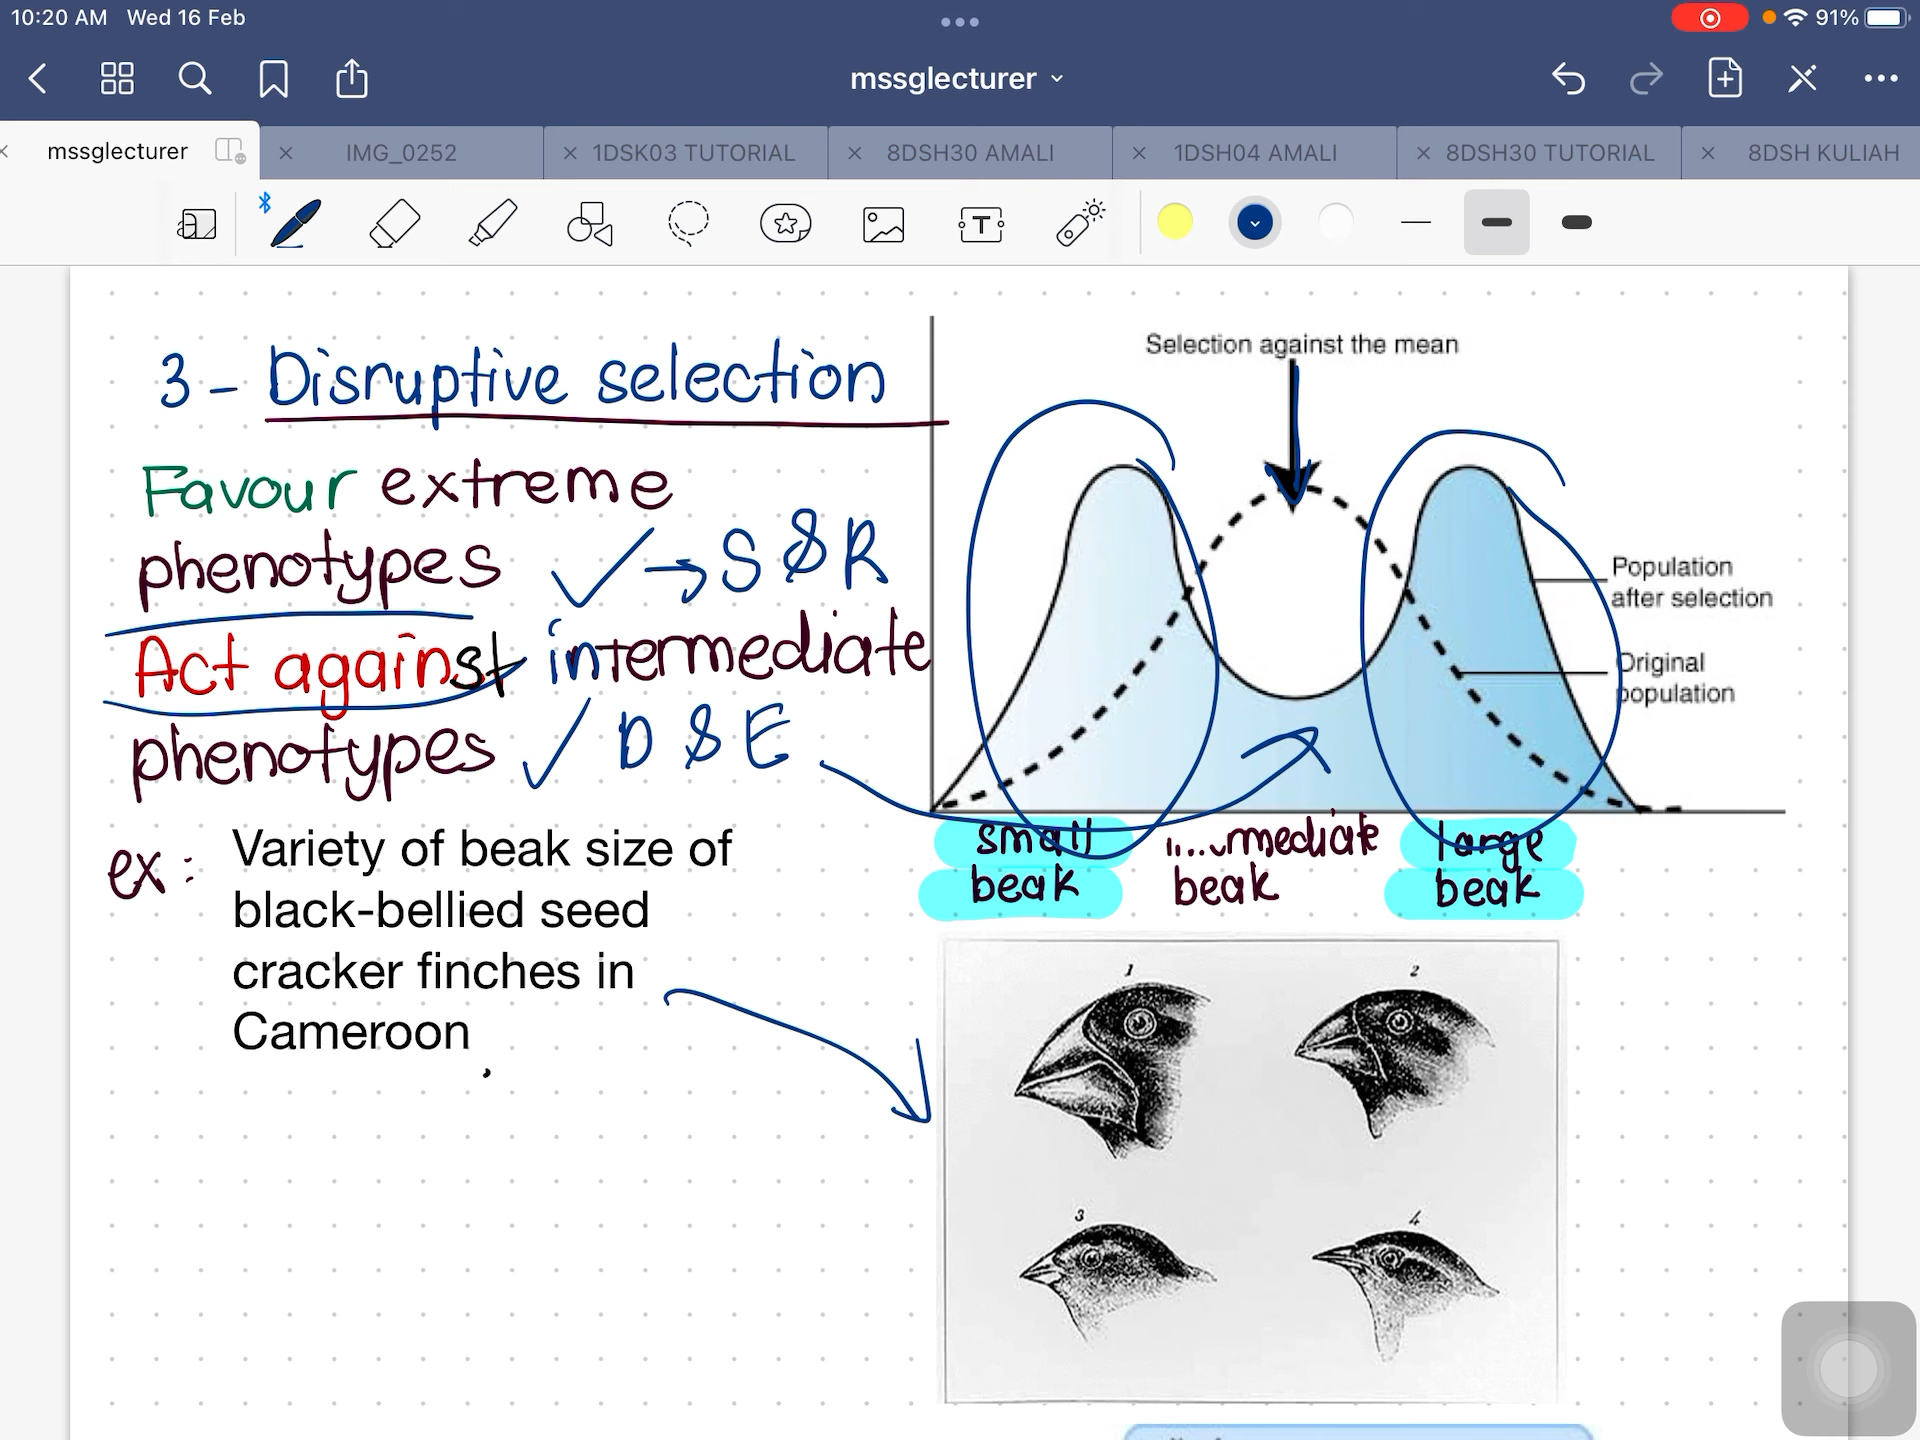 10:20 AM Wed 16 Feb
91%
mssglecturer
mssglecturer
IMG_0252
1DSK03 TUTORIAL
8DSH30 AMALI
1DSH04 AMALI
8DSH30 TUTORIAL
8DSH KULIAH
3 - Disruptive selection
Favour extreme
phenotypes → S & R
Act against intermediate
phenotypes D & E
ex: Variety of beak size of
black-bellied seed
cracker finches in
Cameroon
Selection against the mean
Population
after selection
Original
population
small
beak
beak
large
beak
1
2
3
4